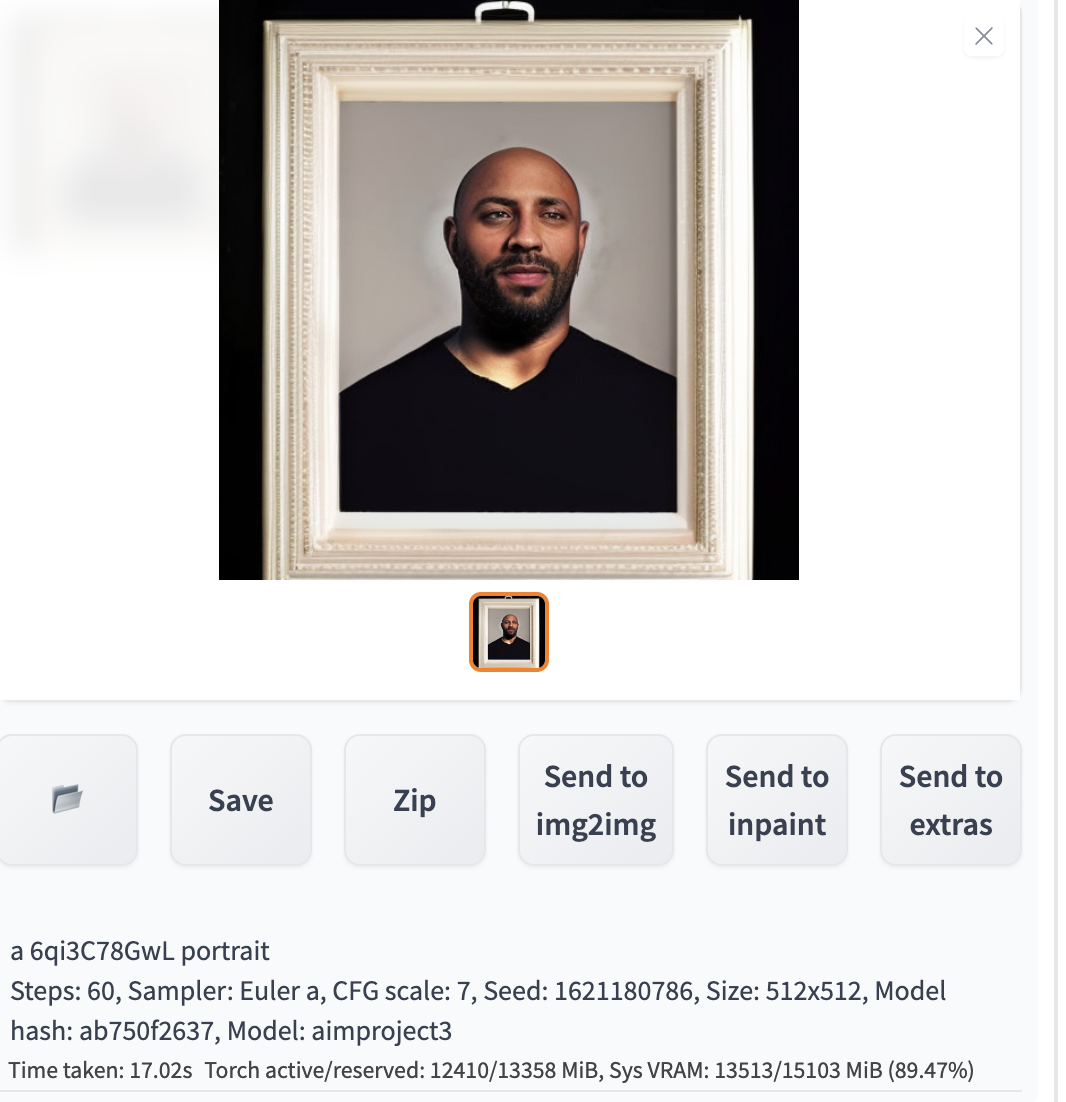 Save
Zip
Send to
img2img
Send to
inpaint
Send to
extras
a 6qi3C78GwL portrait
Steps: 60, Sampler: Euler a, CFG scale: 7, Seed: 1621180786, Size: 512x512, Model
hash: ab750f2637, Model: aimproject3
Time taken: 17.02s Torch active/reserved: 12410/13358 MiB, Sys VRAM: 13513/15103 MiB (89.47%)